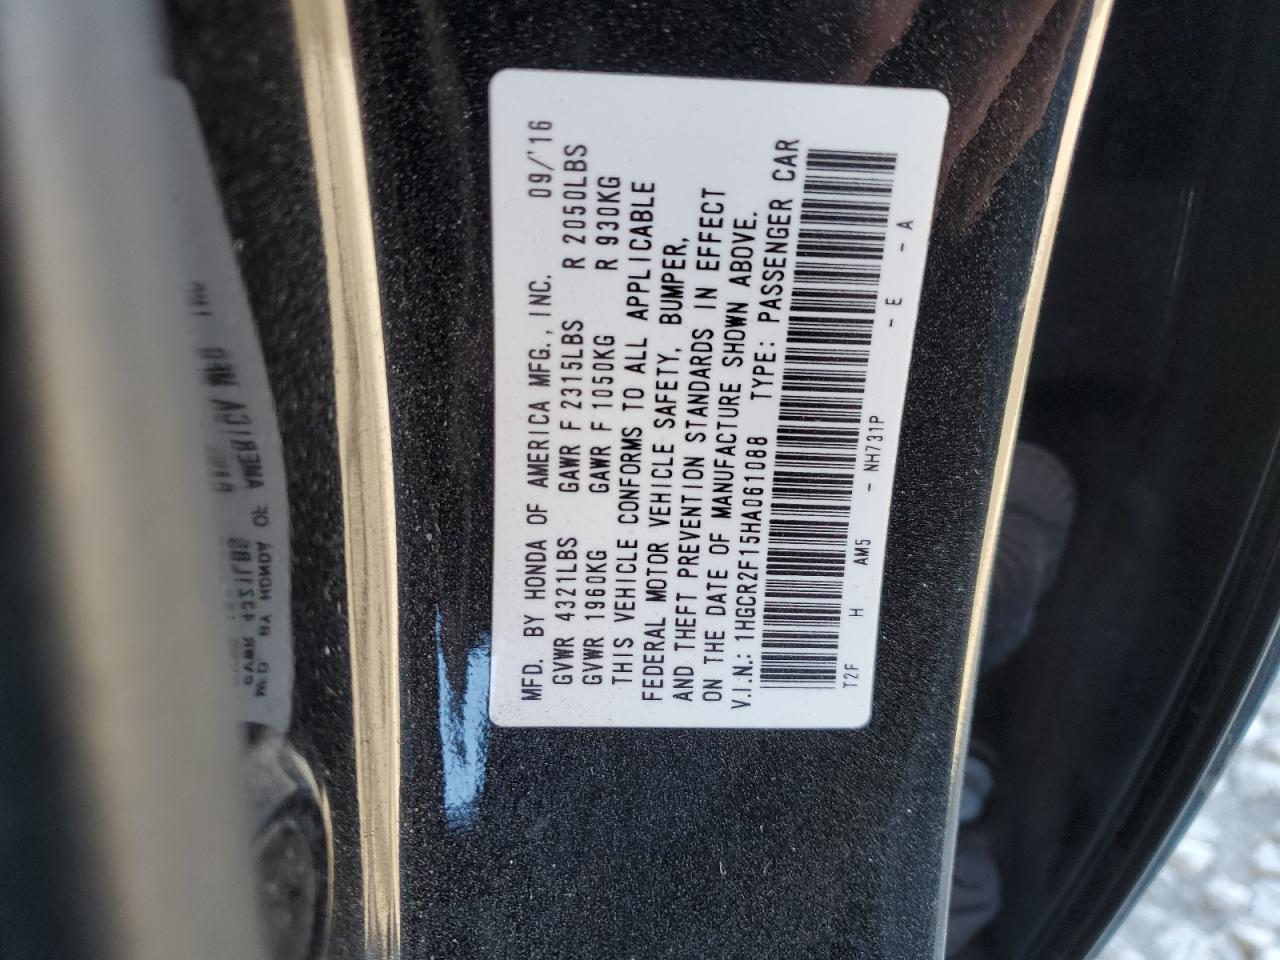 MFD. BY HONDA OF AMERICA MFG., INC. 09/'16
GVWR 4321LBS GAWR F 2315LBS R 2050LBS
GVWR 1960KG GAWR F 1050KG R 930KG
THIS VEHICLE CONFORMS TO ALL APPLICABLE
FEDERAL MOTOR VEHICLE SAFETY, BUMPER,
AND THEFT PREVENTION STANDARDS IN EFFECT
ON THE DATE OF MANUFACTURE SHOWN ABOVE.
V.I.N.: 1HGCR2F15HA061088 TYPE: PASSENGER CAR
T2F H AM5 - NH731P - E - A